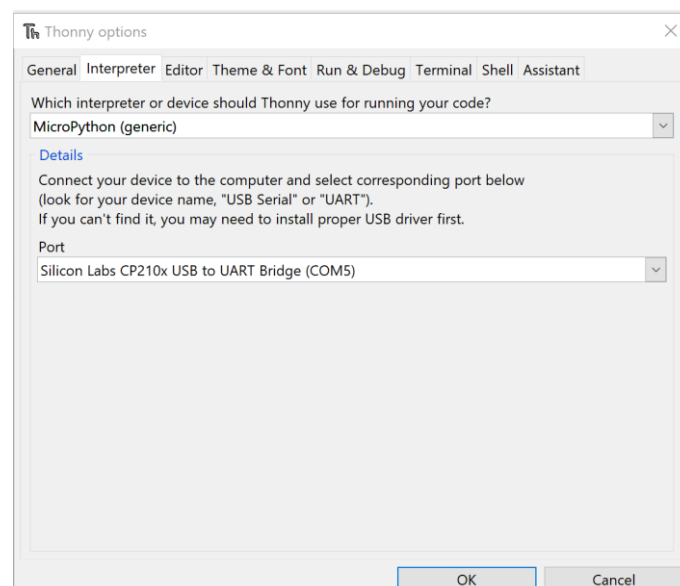 Th Thonny options
General Interpreter Editor Theme & Font Run & Debug Terminal Shell Assistant
Which interpreter or device should Thonny use for running your code?
MicroPython (generic)
Details
Connect your device to the computer and select corresponding port below
(look for your device name, "USB Serial" or "UART").
If you can't find it, you may need to install proper USB driver first.
Port
Silicon Labs CP210x USB to UART Bridge (COM5)
OK Cancel